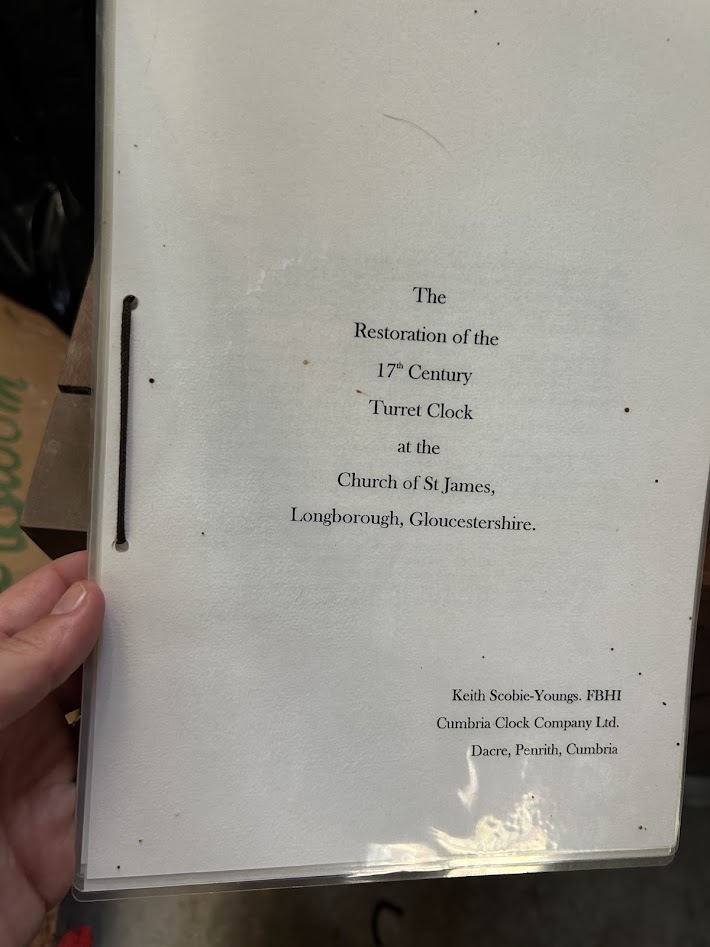 The
Restoration of the
17th Century
Turret Clock
at the
Church of St James,
Longborough, Gloucestershire.
Keith Scobie-Youngs. FBHI
Cumbria Clock Company Ltd.
Dacre, Penrith, Cumbria